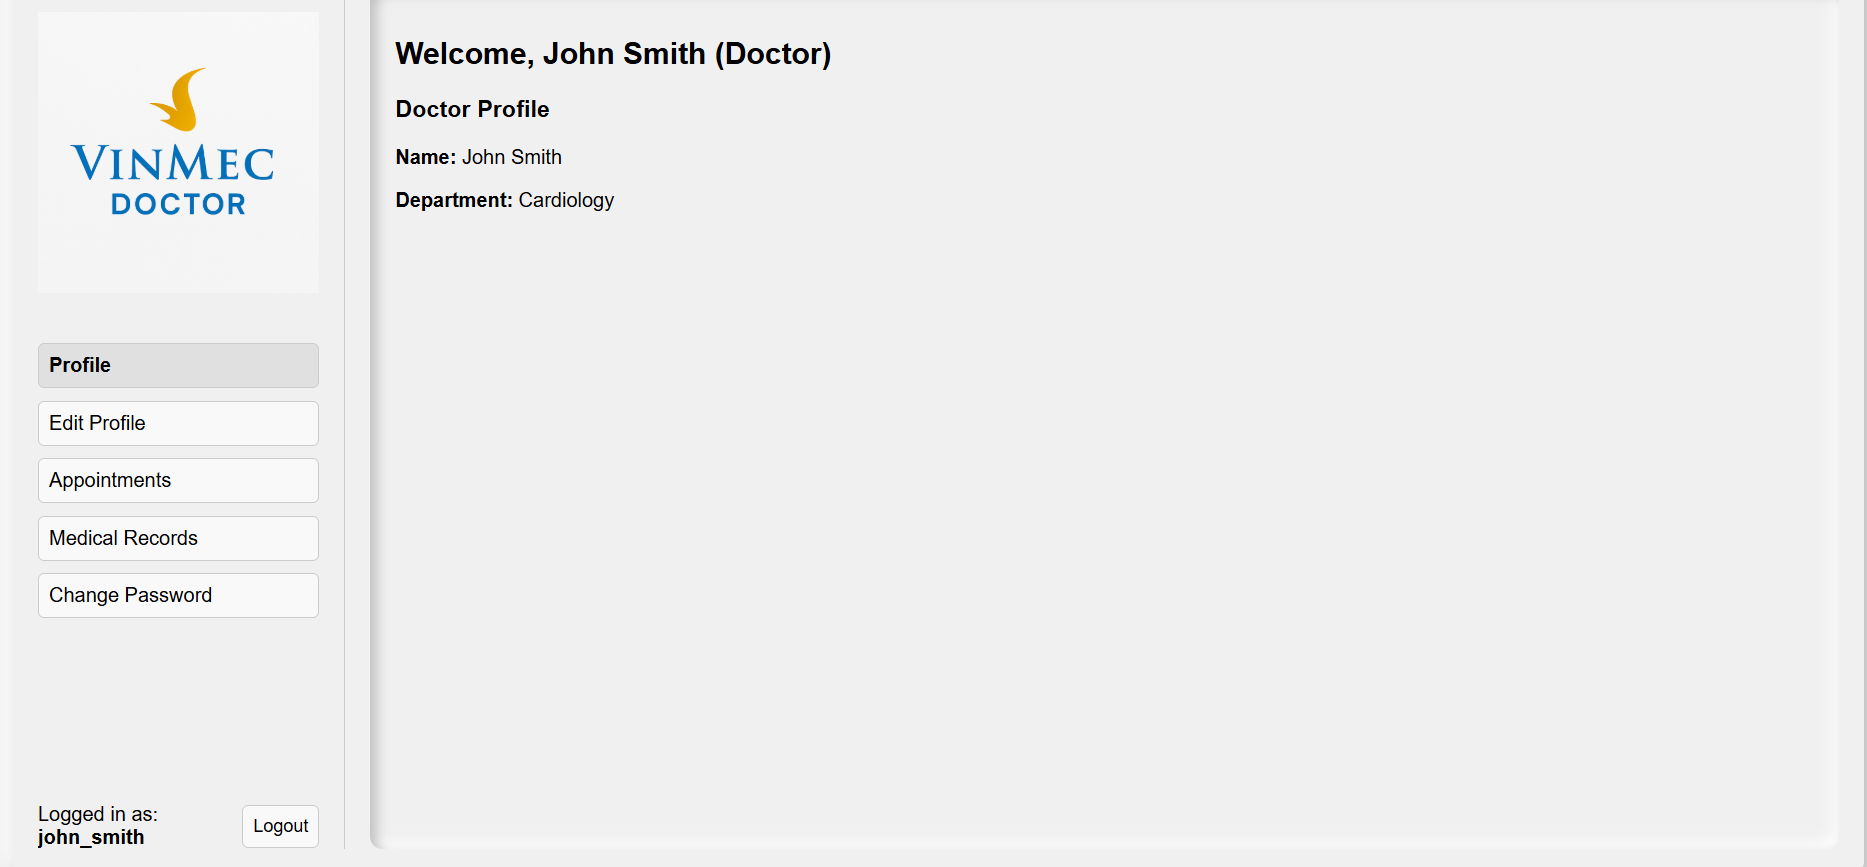 VINMEC
DOCTOR
Profile
Edit Profile
Appointments
Medical Records
Change Password
Logged in as:
john_smith
Logout
Welcome, John Smith (Doctor)
Doctor Profile
Name: John Smith
Department: Cardiology